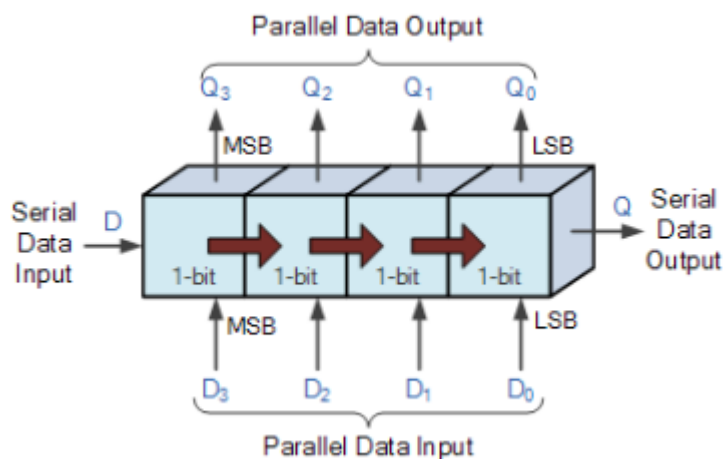 Parallel Data Output
Q₃ Q₂ Q₁ Q₀
MSB LSB
Serial
Data
Input
D
1-bit 1-bit 1-bit 1-bit
Q
Serial
Data
Output
MSB LSB
D₃ D₂ D₁ D₀
Parallel Data Input